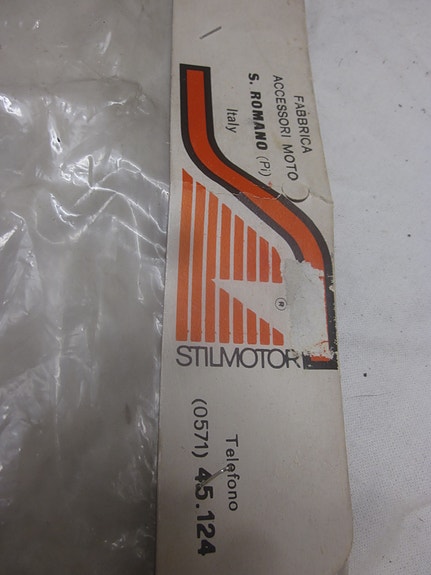 FABBRICA
ACCESSORI MOTO
S. ROMANO (Pi)
Italy
®
STILMOTOR
Telefono
(0571) 45.124